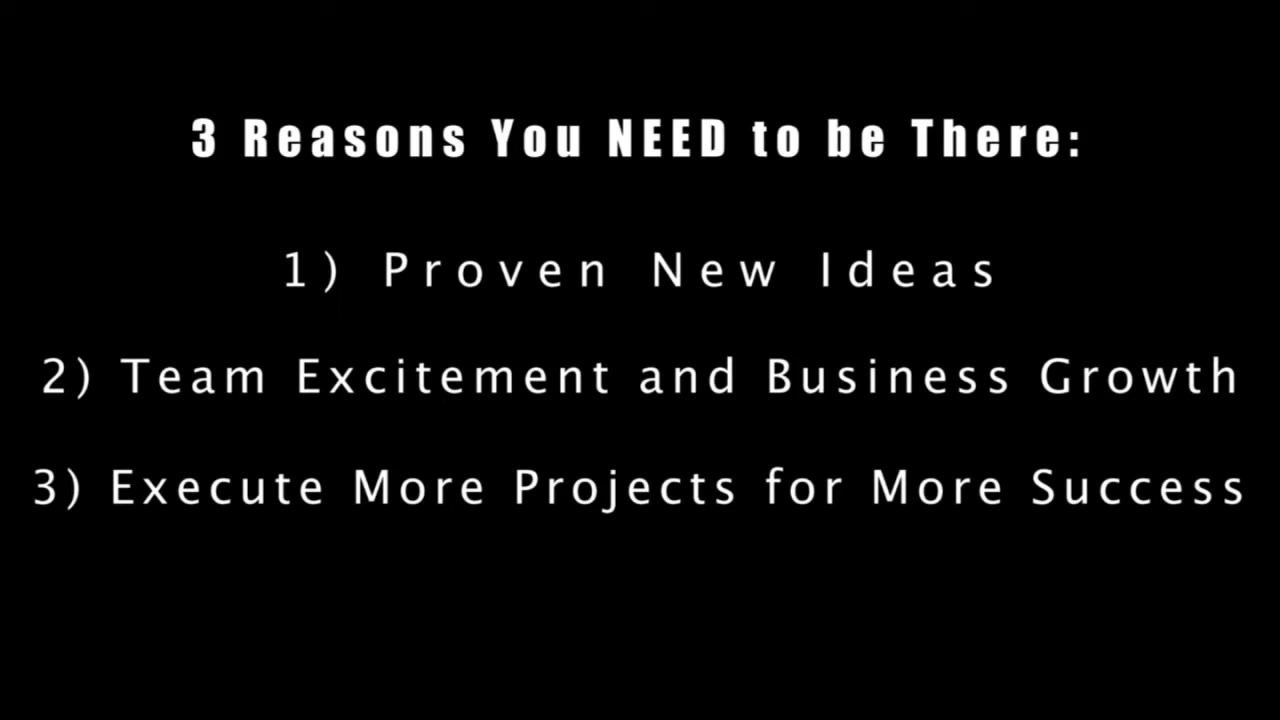 3 Reasons You NEED to be There:
1) Proven New Ideas
2) Team Excitement and Business Growth
3) Execute More Projects for More Success